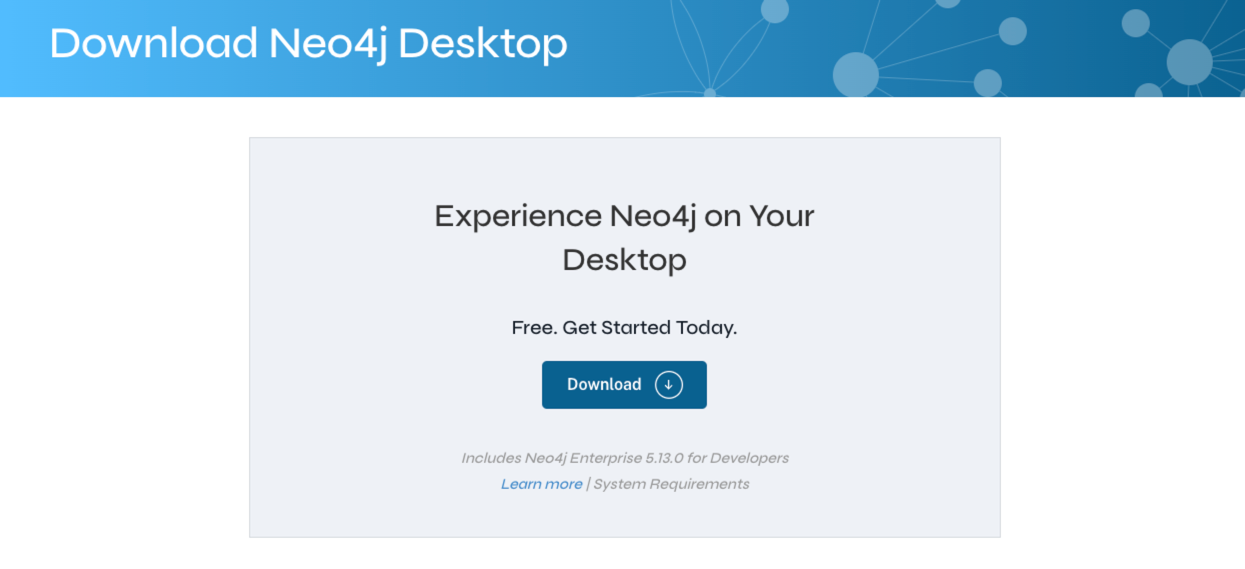 Download Neo4j Desktop
Experience Neo4j on Your
Desktop
Free. Get Started Today.
Download
Includes Neo4j Enterprise 5.13.0 for Developers
Learn more | System Requirements